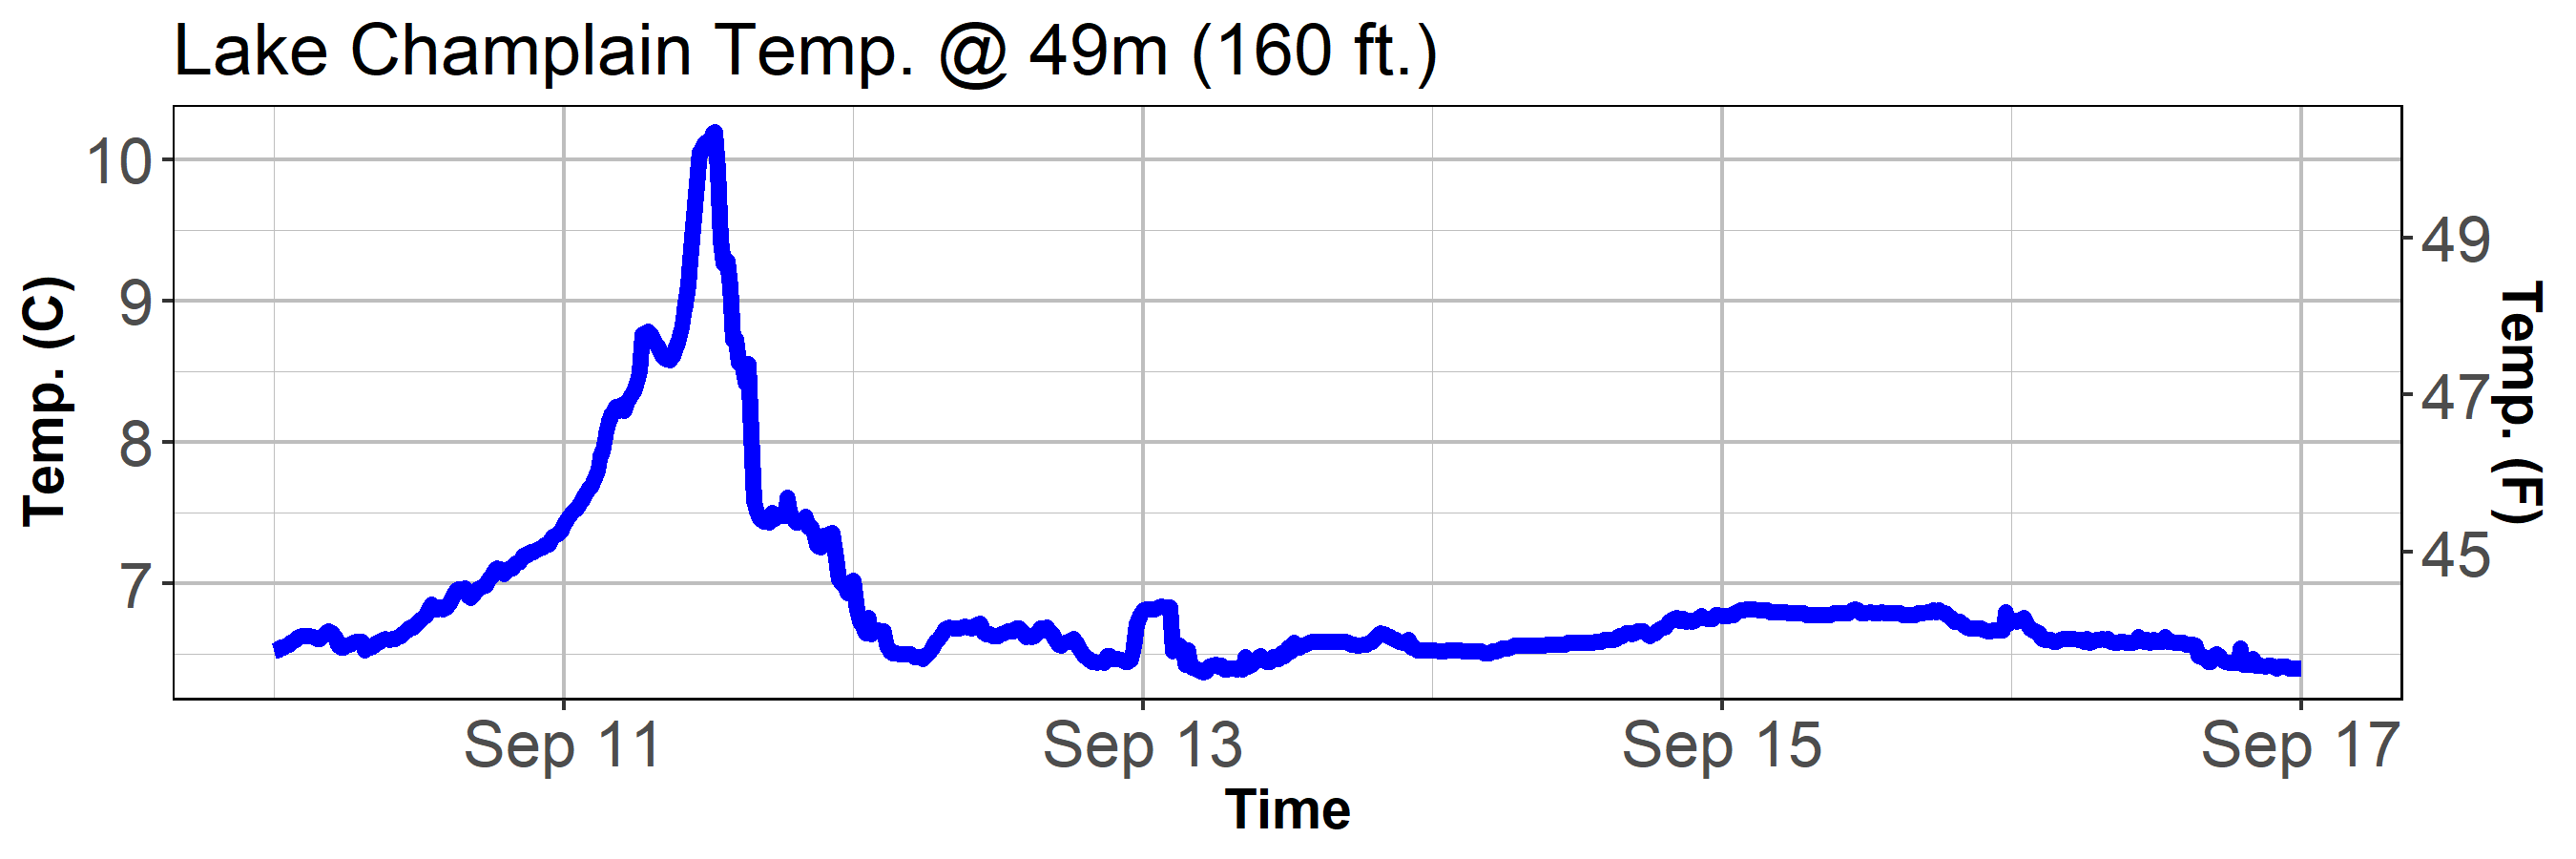 Lake Champlain Temp. @ 49m (160 ft.)
Temp. (C)
10
9
8
7
49
47
45
Temp. (F)
Sep 11 Sep 13 Sep 15 Sep 17
Time